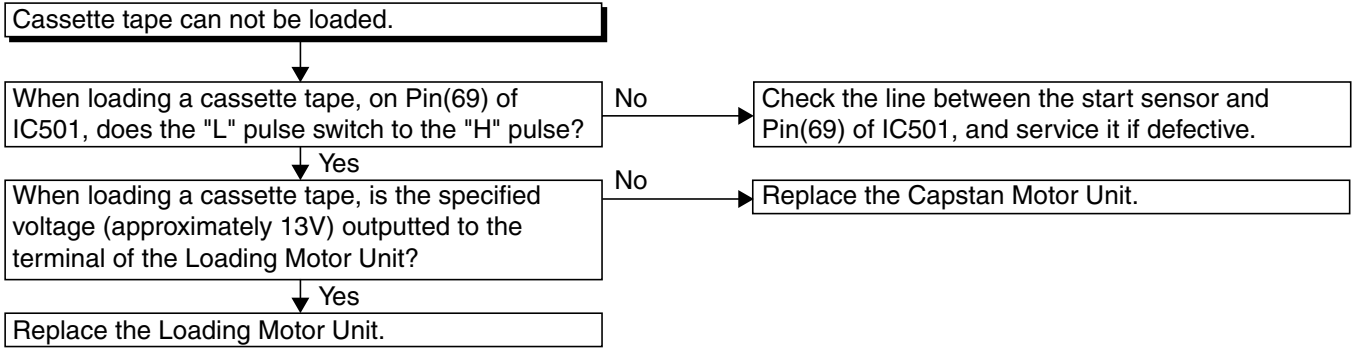 Cassette tape can not be loaded.
When loading a cassette tape, on Pin(69) of
IC501, does the "L" pulse switch to the "H" pulse?
No
Check the line between the start sensor and
Pin(69) of IC501, and service it if defective.
Yes
When loading a cassette tape, is the specified
voltage (approximately 13V) outputted to the
terminal of the Loading Motor Unit?
No
Replace the Capstan Motor Unit.
Yes
Replace the Loading Motor Unit.